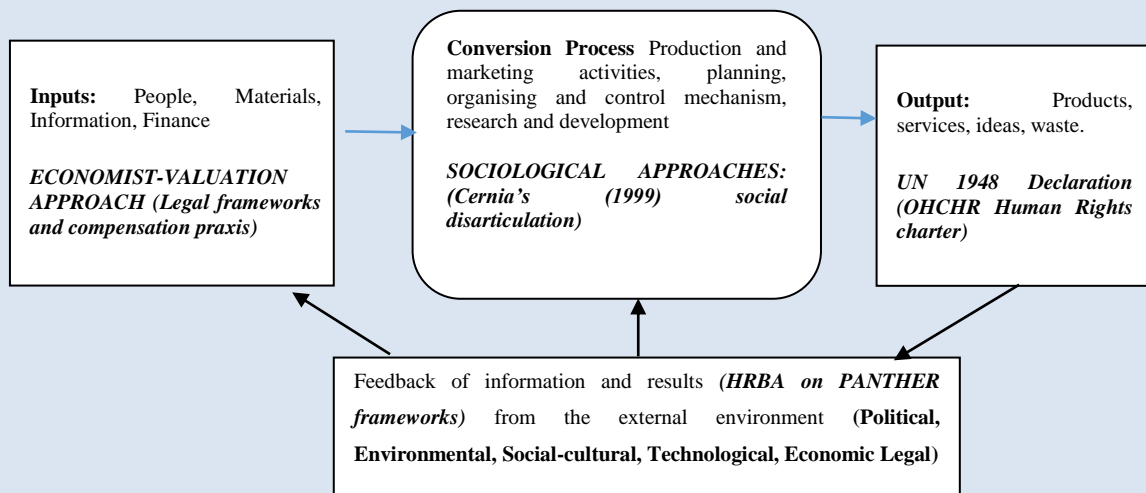 Inputs: People, Materials,
Information, Finance
ECONOMIST-VALUATION
APPROACH (Legal frameworks
and compensation praxis)
Conversion Process Production and
marketing activities, planning,
organising and control mechanism,
research and development
SOCIOLOGICAL APPROACHES:
(Cernia's (1999) social
disarticulation)
Output: Products,
services, ideas, waste.
UN 1948 Declaration
(OHCHR Human Rights
charter)
Feedback of information and results (HRBA on PANTHER
frameworks) from the external environment (Political,
Environmental, Social-cultural, Technological, Economic Legal)